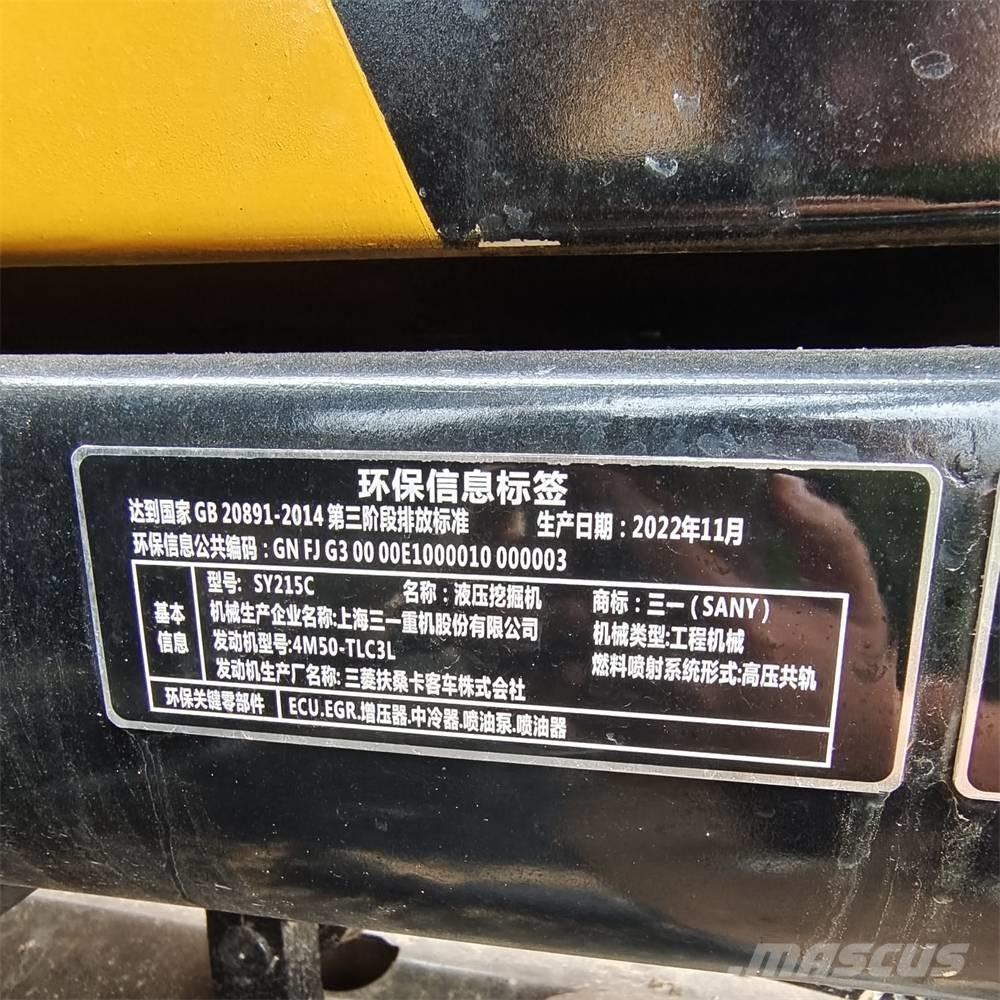 环保信息标签
达到国家 GB 20891-2014 第三阶段排放标准 生产日期：2022年11月
环保信息公共编码：GN FJ G3 00 00E1000010 000003
基本信息
型号： SY215C 名称：液压挖掘机 商标：三一 ( SANY )
机械生产企业名称:上海三一重机股份有限公司 机械类型:工程机械
发动机型号:4M50-TLC3L 燃料喷射系统形式:高压共轨
发动机生产厂名称: 三菱扶桑卡客车株式会社
环保关键零部件 ECU.EGR.增压器.中冷器.喷油泵.喷油器
MASCUS